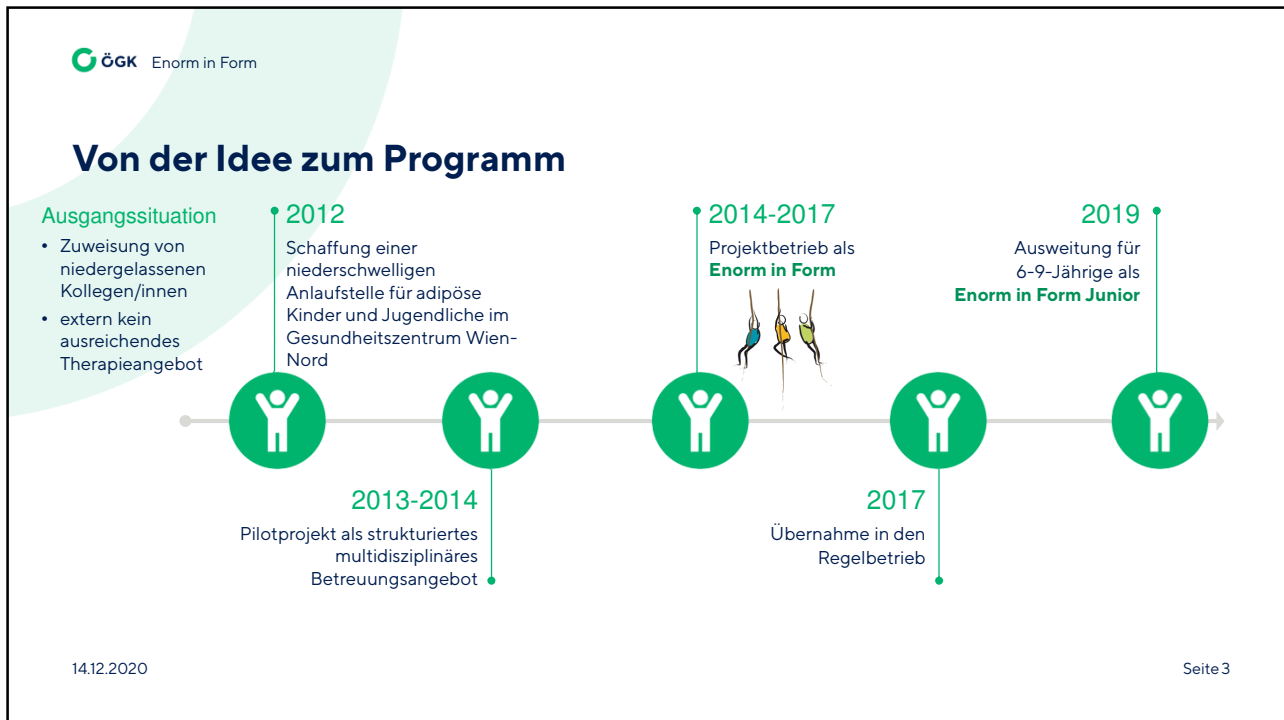 ÖGK Enorm in Form
Von der Idee zum Programm
Ausgangssituation
• Zuweisung von
niedergelassenen
Kollegen/innen
• extern kein
ausreichendes
Therapieangebot
2012
Schaffung einer
niederschwelligen
Anlaufstelle für adipöse
Kinder und Jugendliche im
Gesundheitszentrum Wien-
Nord
2013-2014
Pilotprojekt als strukturiertes
multidisziplinäres
Betreuungsangebot
2014-2017
Projektbetrieb als
Enorm in Form
2017
Übernahme in den
Regelbetrieb
2019
Ausweitung für
6-9-Jährige als
Enorm in Form Junior
14.12.2020
Seite 3